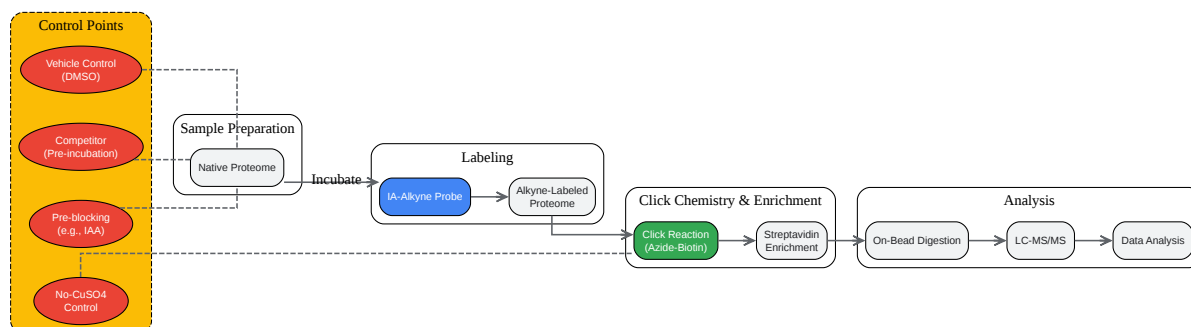 Control Points
Vehicle Control
(DMSO)
Competitor
(Pre-incubation)
Pre-blocking
(e.g., IAA)
No-CuSO4
Control
Sample Preparation
Native Proteome
Incubate
Labeling
IA-Alkyne Probe
Alkyne-Labeled
Proteome
Click Chemistry & Enrichment
Click Reaction
(Azide-Biotin)
Streptavidin
Enrichment
Analysis
On-Bead Digestion
LC-MS/MS
Data Analysis